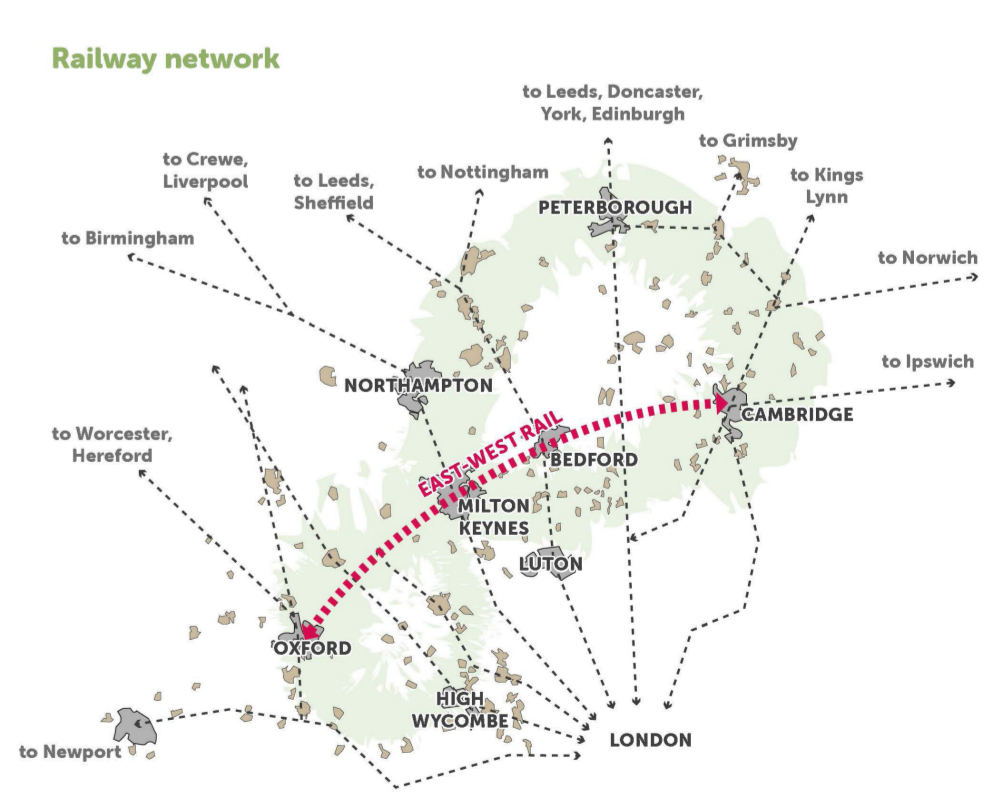 Railway network
to Leeds, Doncaster,
York, Edinburgh
to Grimsby
to Crewe,
Liverpool
to Leeds,
Sheffield
to Nottingham
to Kings
Lynn
PETERBOROUGH
to Birmingham
to Norwich
to Ipswich
NORTHAMPTON
CAMBRIDGE
to Worcester,
Hereford
EAST-WEST RAIL
BEDFORD
MILTON
KEYNES
LUTON
OXFORD
HIGH
WYCOMBE
to Newport
LONDON